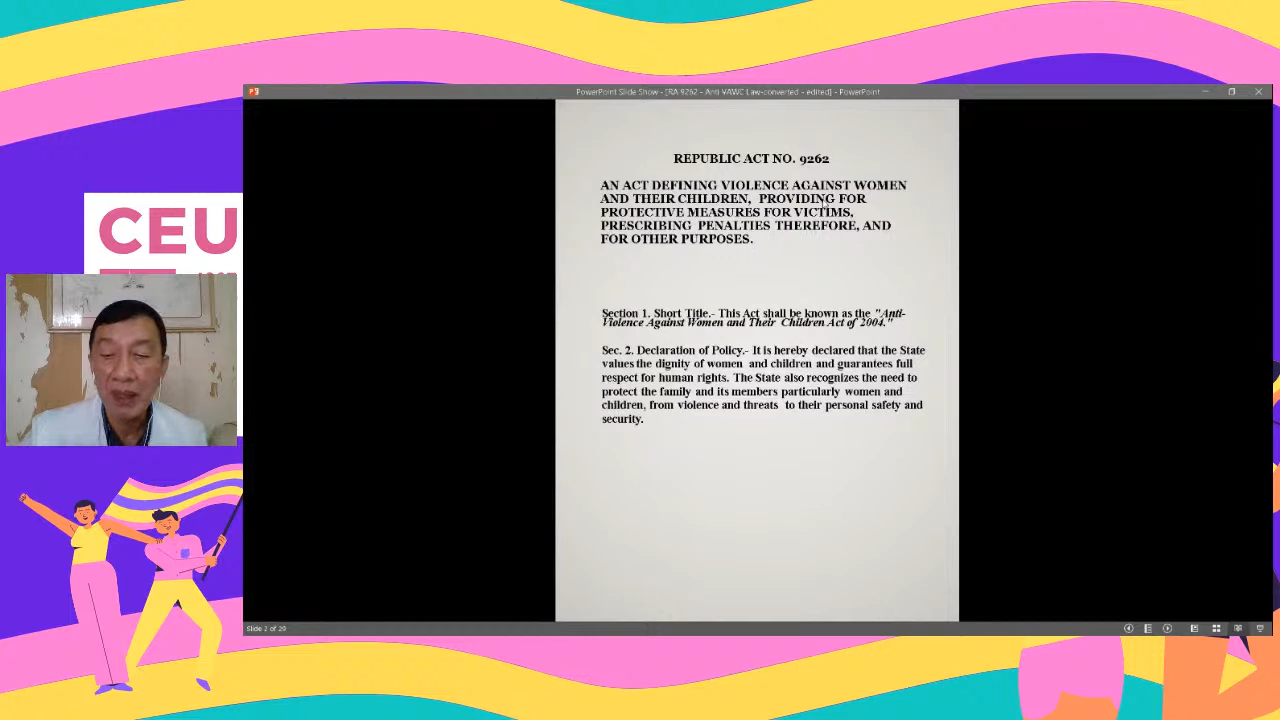 PowerPoint Slide Show - [RA 9262 - Anti VAWC Law-converted - edited] - PowerPoint
REPUBLIC ACT NO. 9262
AN ACT DEFINING VIOLENCE AGAINST WOMEN
AND THEIR CHILDREN, PROVIDING FOR
PROTECTIVE MEASURES FOR VICTIMS,
PRESCRIBING PENALTIES THEREFORE, AND
FOR OTHER PURPOSES.
CEU
Section 1. Short Title.- This Act shall be known as the "Anti-
Violence Against Women and Their Children Act of 2004."
Sec. 2. Declaration of Policy.- It is hereby declared that the State
values the dignity of women and children and guarantees full
respect for human rights. The State also recognizes the need to
protect the family and its members particularly women and
children, from violence and threats to their personal safety and
security.
Slide 2 of 29